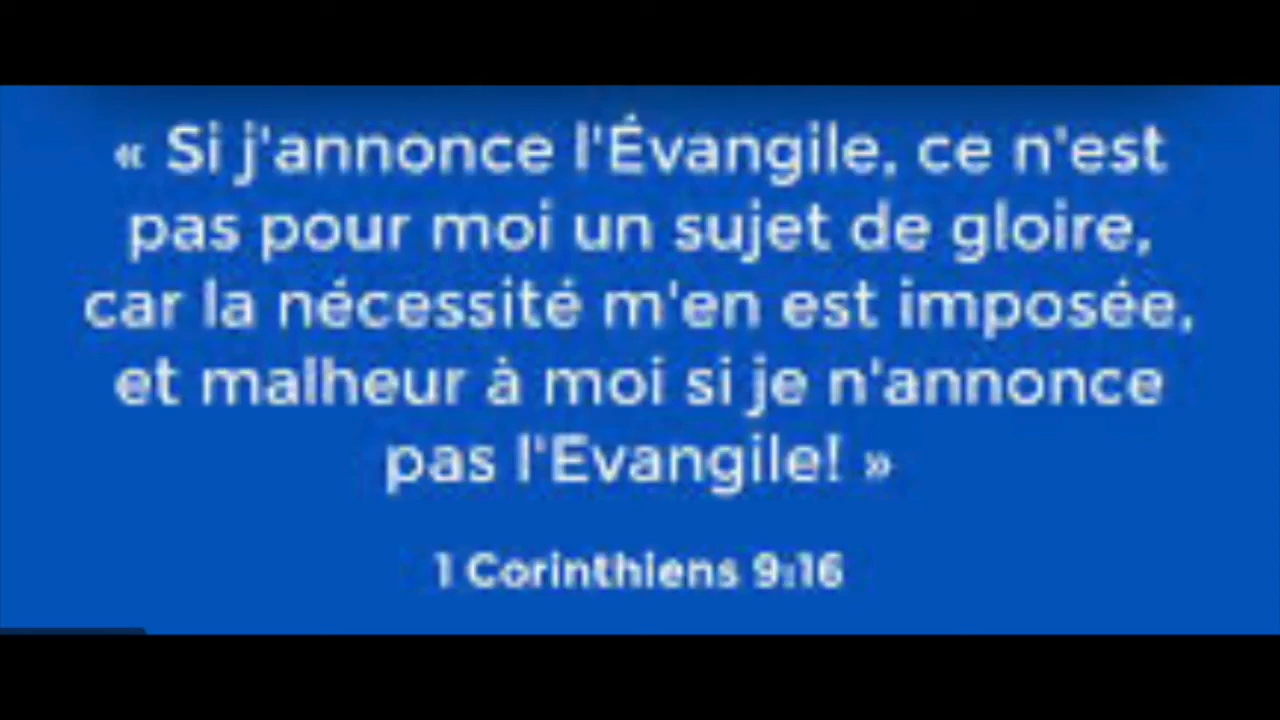 « Si j'annonce l'Évangile, ce n'est
pas pour moi un sujet de gloire,
car la nécessité m'en est imposée,
et malheur à moi si je n'annonce
pas l'Evangile! »
1 Corinthiens 9:16